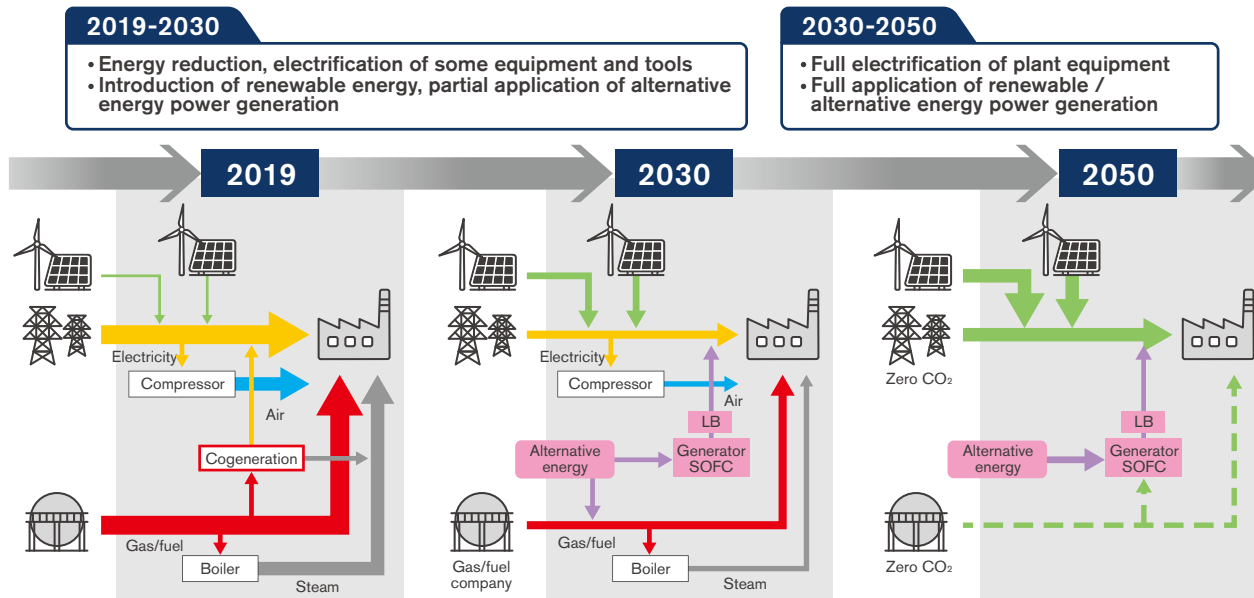 2019-2030
• Energy reduction, electrification of some equipment and tools
• Introduction of renewable energy, partial application of alternative
energy power generation
2030-2050
• Full electrification of plant equipment
• Full application of renewable /
alternative energy power generation
2019
2030
2050
Electricity
Compressor
Air
Cogeneration
Gas/fuel
Boiler
Steam
Electricity
Compressor
Air
LB
Alternative
energy
Generator
SOFC
Gas/fuel
Gas/fuel
company
Boiler
Steam
Zero CO₂
LB
Alternative
energy
Generator
SOFC
Zero CO₂